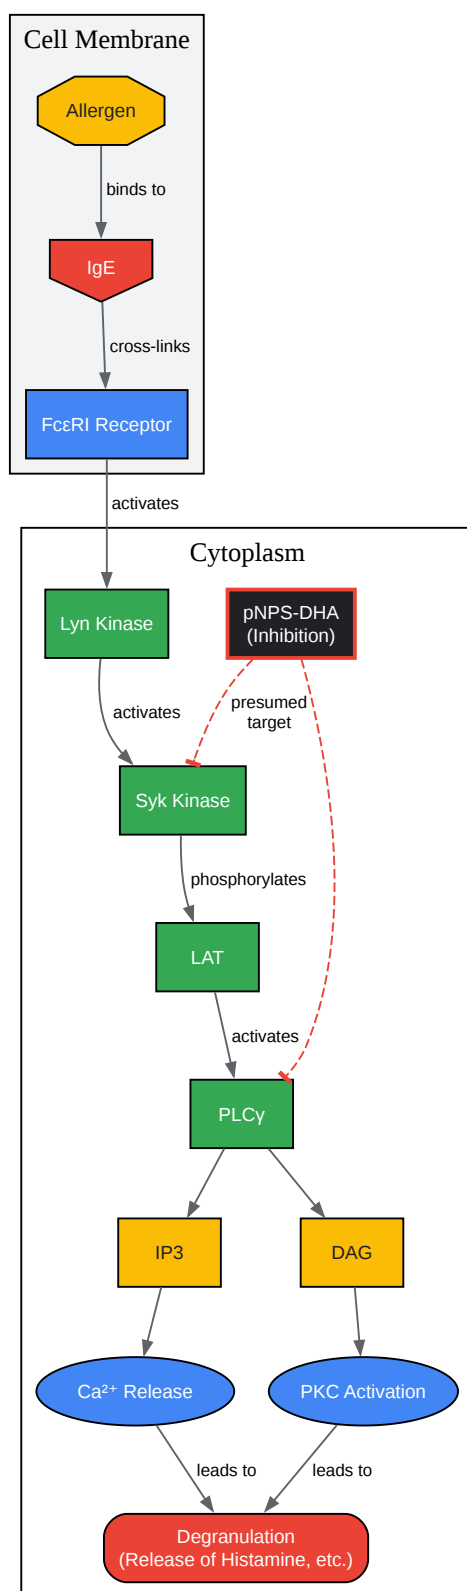 Cell Membrane
Allergen
binds to
IgE
cross-links
FcεRI Receptor
activates
Cytoplasm
Lyn Kinase
pNPS-DHA
(Inhibition)
activates
presumed
target
Syk Kinase
phosphorylates
LAT
activates
PLCγ
IP3
DAG
Ca²⁺ Release
PKC Activation
leads to
leads to
Degranulation
(Release of Histamine, etc.)